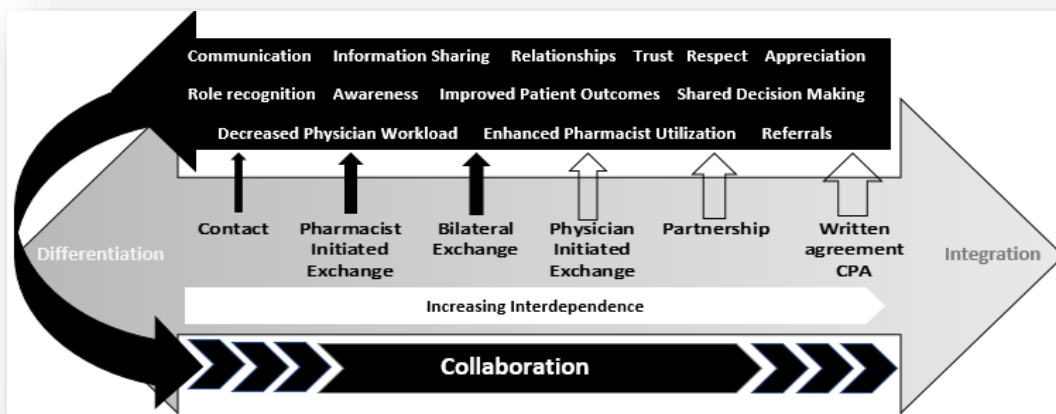 Communication Information Sharing Relationships Trust Respect Appreciation
Role recognition Awareness Improved Patient Outcomes Shared Decision Making
Decreased Physician Workload Enhanced Pharmacist Utilization Referrals
Differentiation
Contact
Pharmacist
Initiated
Exchange
Bilateral
Exchange
Physician
Initiated
Exchange
Partnership
Written
agreement
CPA
Integration
Increasing Interdependence
Collaboration